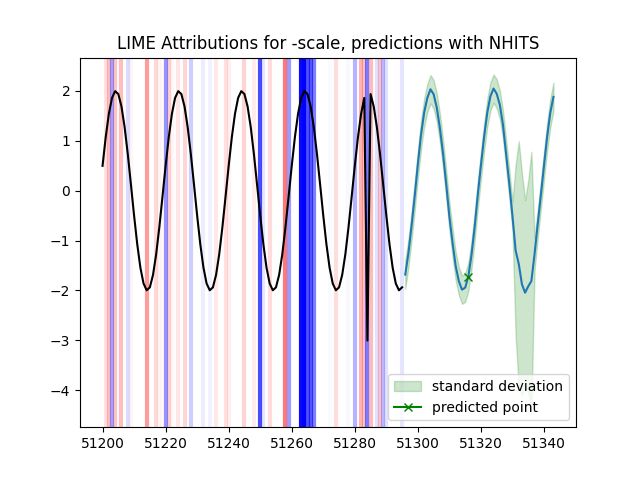 LIME Attributions for -scale, predictions with NHITS
2
1
0
−1
−2
−3
−4
standard deviation
predicted point
51200 51220 51240 51260 51280 51300 51320 51340